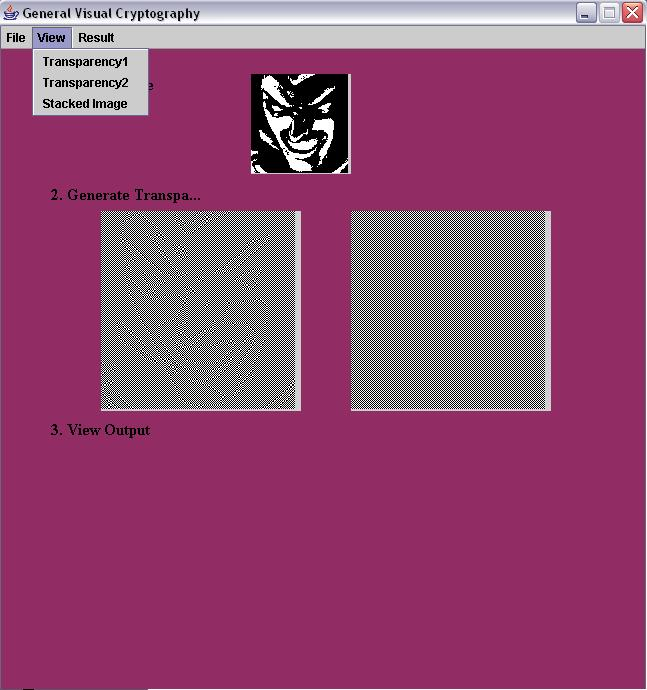 General Visual Cryptography
File View Result
Transparency1
Transparency2
Stacked Image
2. Generate Transpa...
3. View Output